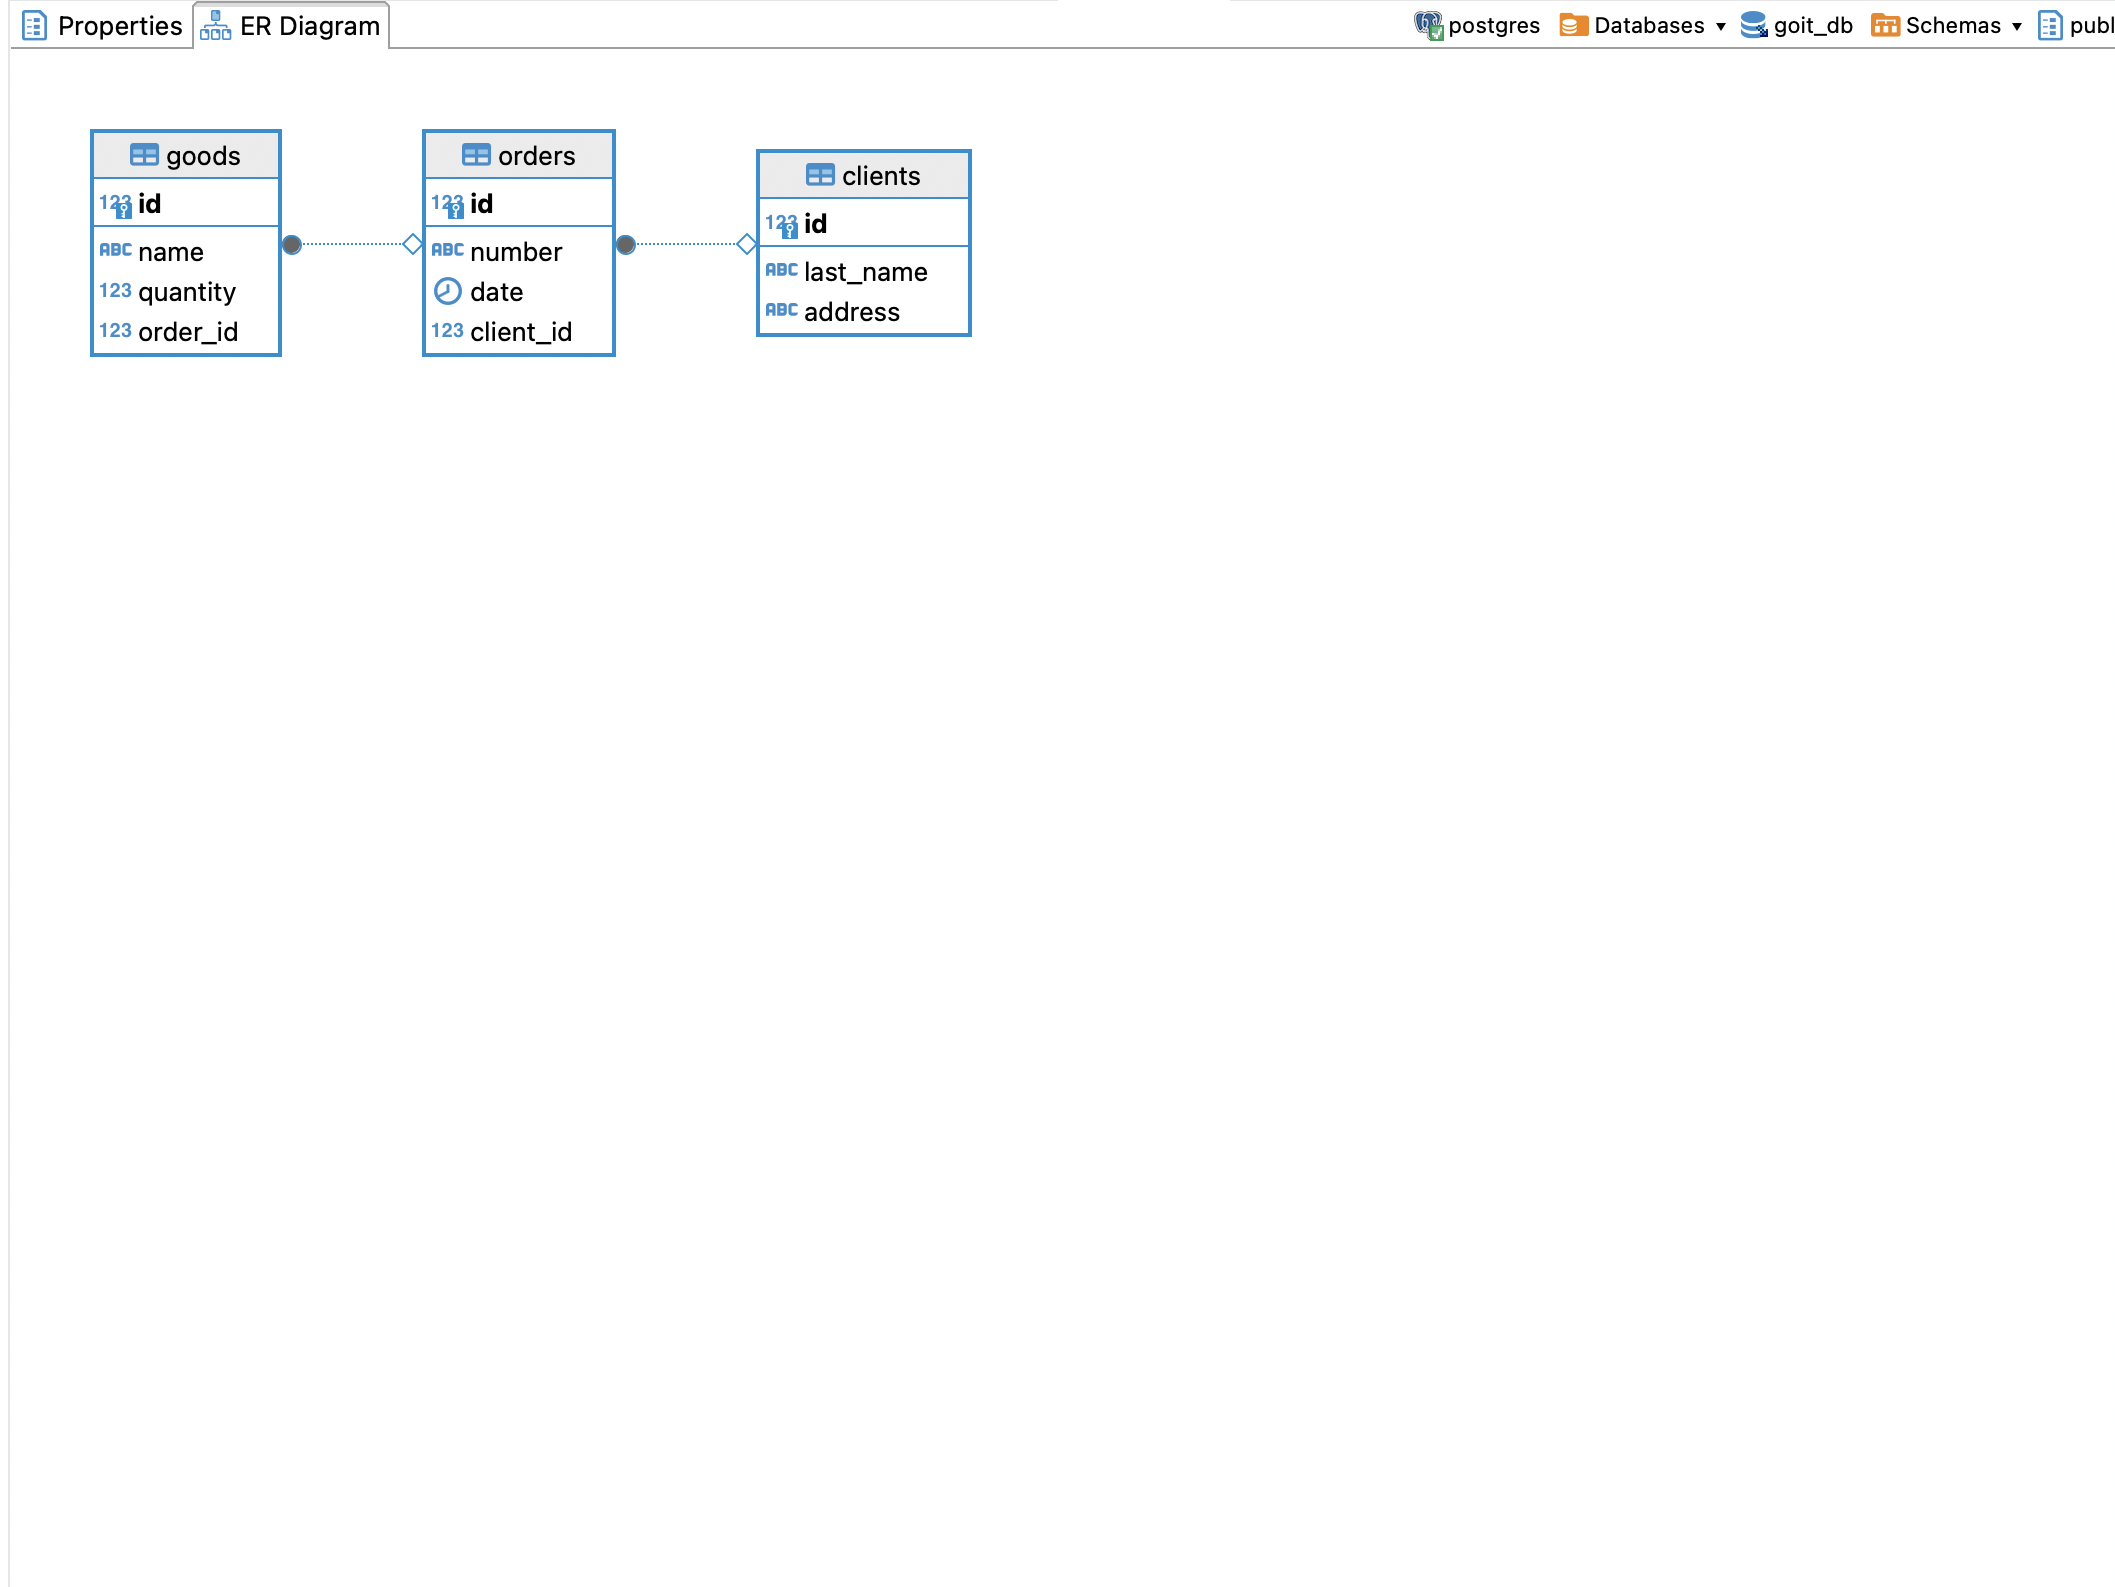 Properties ER Diagram postgres Databases goit_db Schemas publ
goods
123 id
ABC name
123 quantity
123 order_id
orders
123 id
ABC number
date
123 client_id
clients
123 id
ABC last_name
ABC address